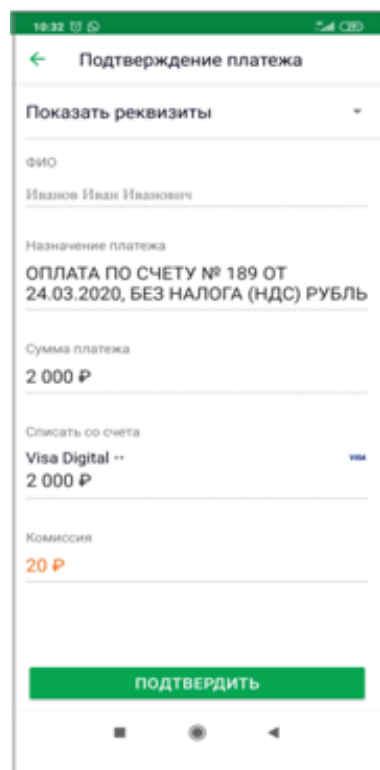 10:32
Подтверждение платежа
Показать реквизиты
ФИО
Иванов Иван Иванович
Назначение платежа
ОПЛАТА ПО СЧЕТУ № 189 ОТ
24.03.2020, БЕЗ НАЛОГА (НДС) РУБЛЬ
Сумма платежа
2 000 ₽
Списать со счета
Visa Digital ··
VISA
2 000 ₽
Комиссия
20 ₽
ПОДТВЕРДИТЬ